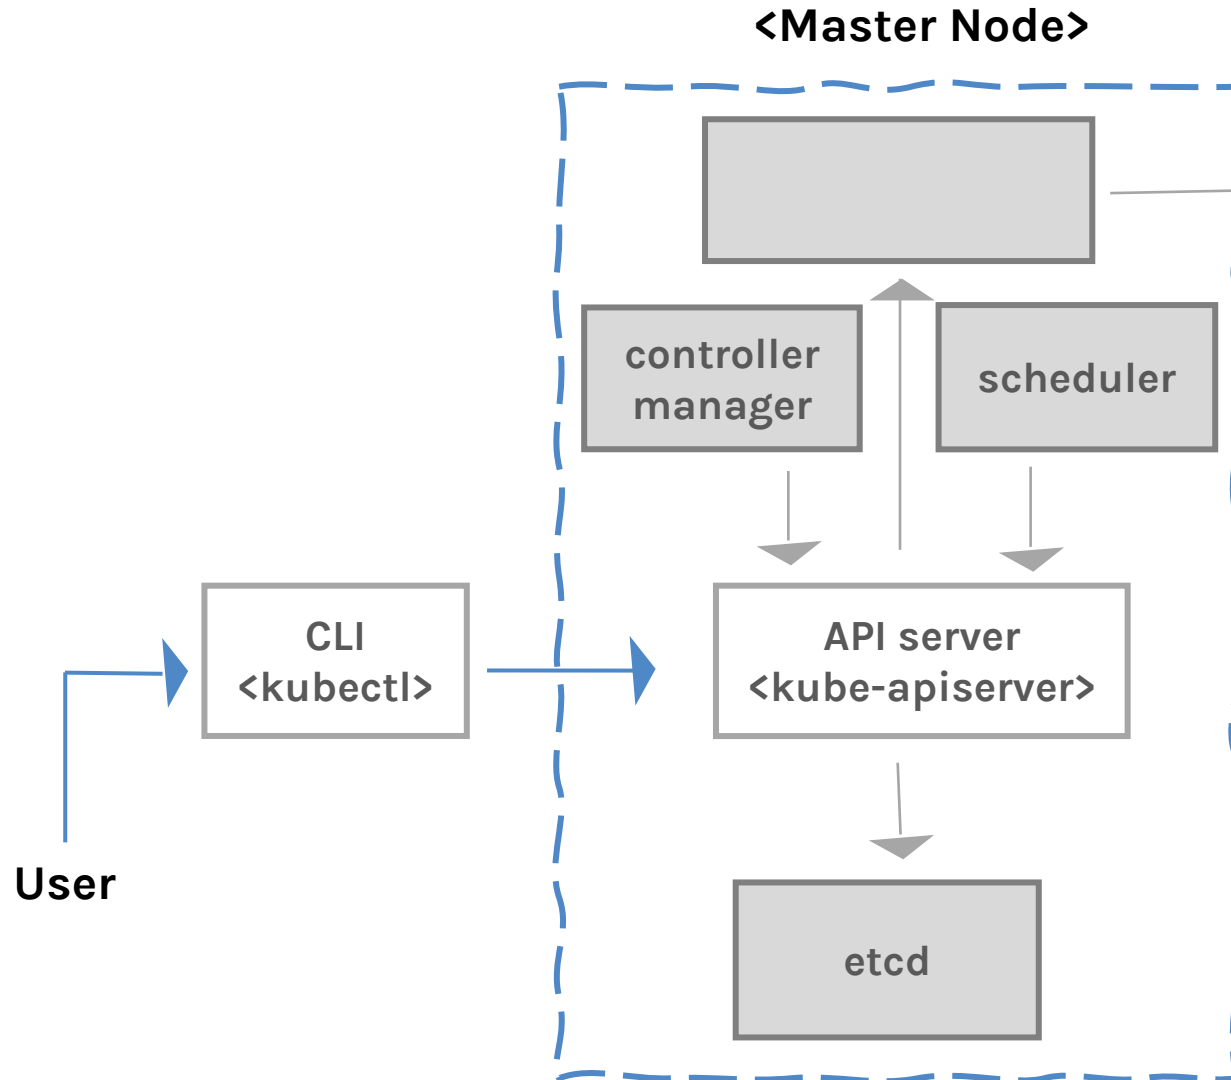 <Master Node>
controller
manager
scheduler
CLI
<kubectl>
API server
<kube-apiserver>
User
etcd